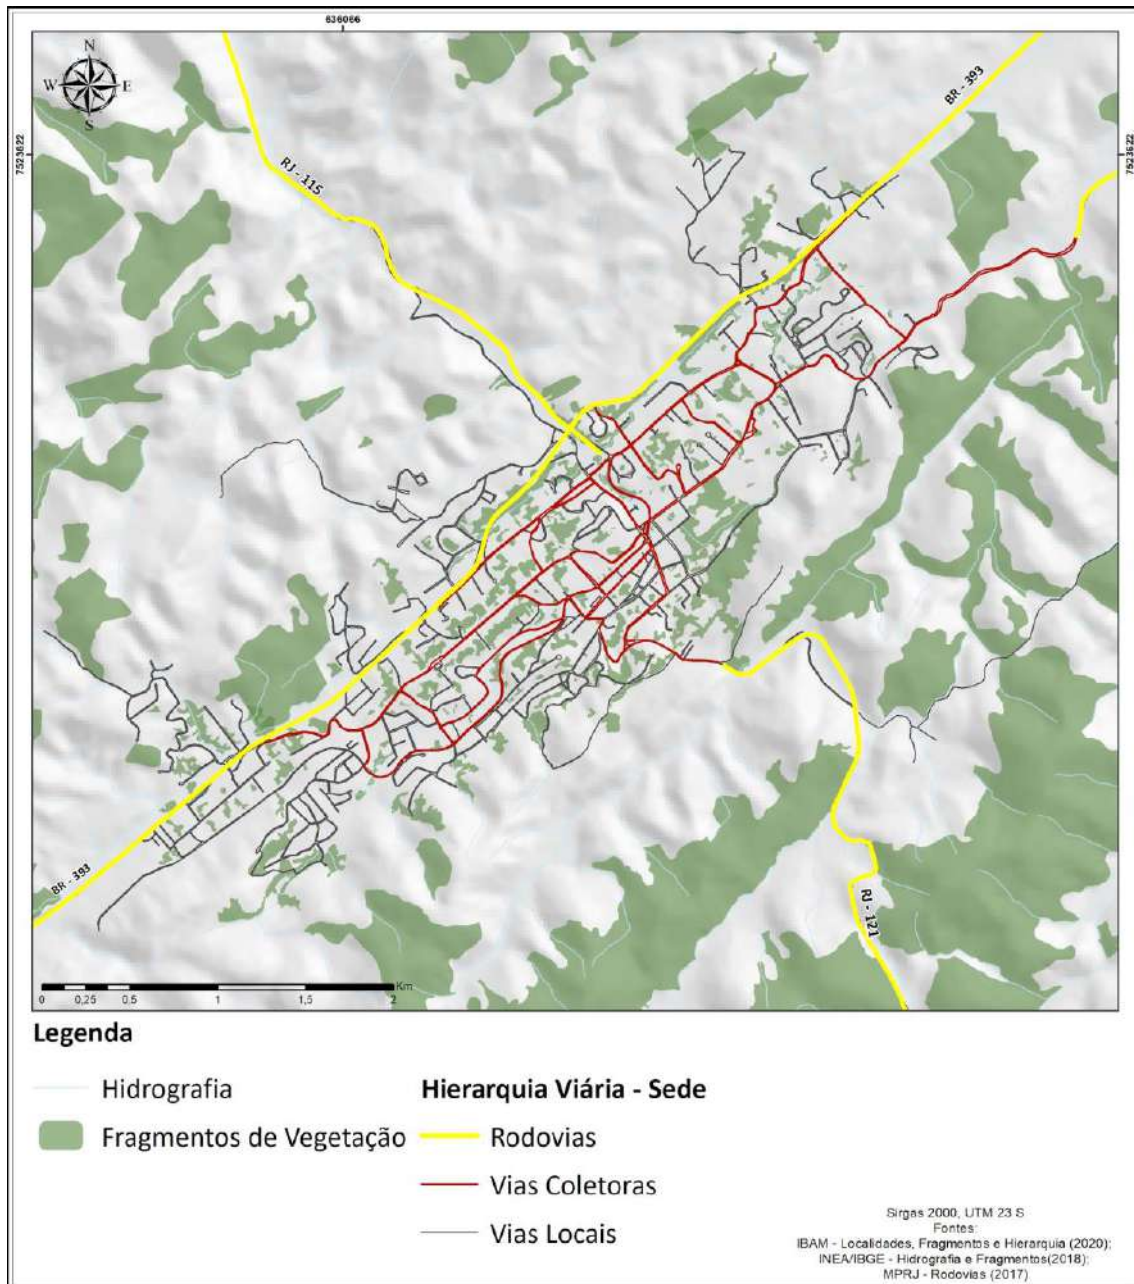 636066
N
W E
S
7523622
7523622
BR - 393
RJ - 115
BR - 393
RJ - 121
0 0,25 0,5 1 1,5 2 Km
Legenda
Hidrografia
Fragmentos de Vegetação
Hierarquia Viária - Sede
Rodovias
Vias Coletoras
Vias Locais
Sirgas 2000, UTM 23 S
Fontes:
IBAM - Localidades, Fragmentos e Hierarquia (2020);
INEA/IBGE - Hidrografia e Fragmentos(2018);
MPRJ - Rodovias (2017)